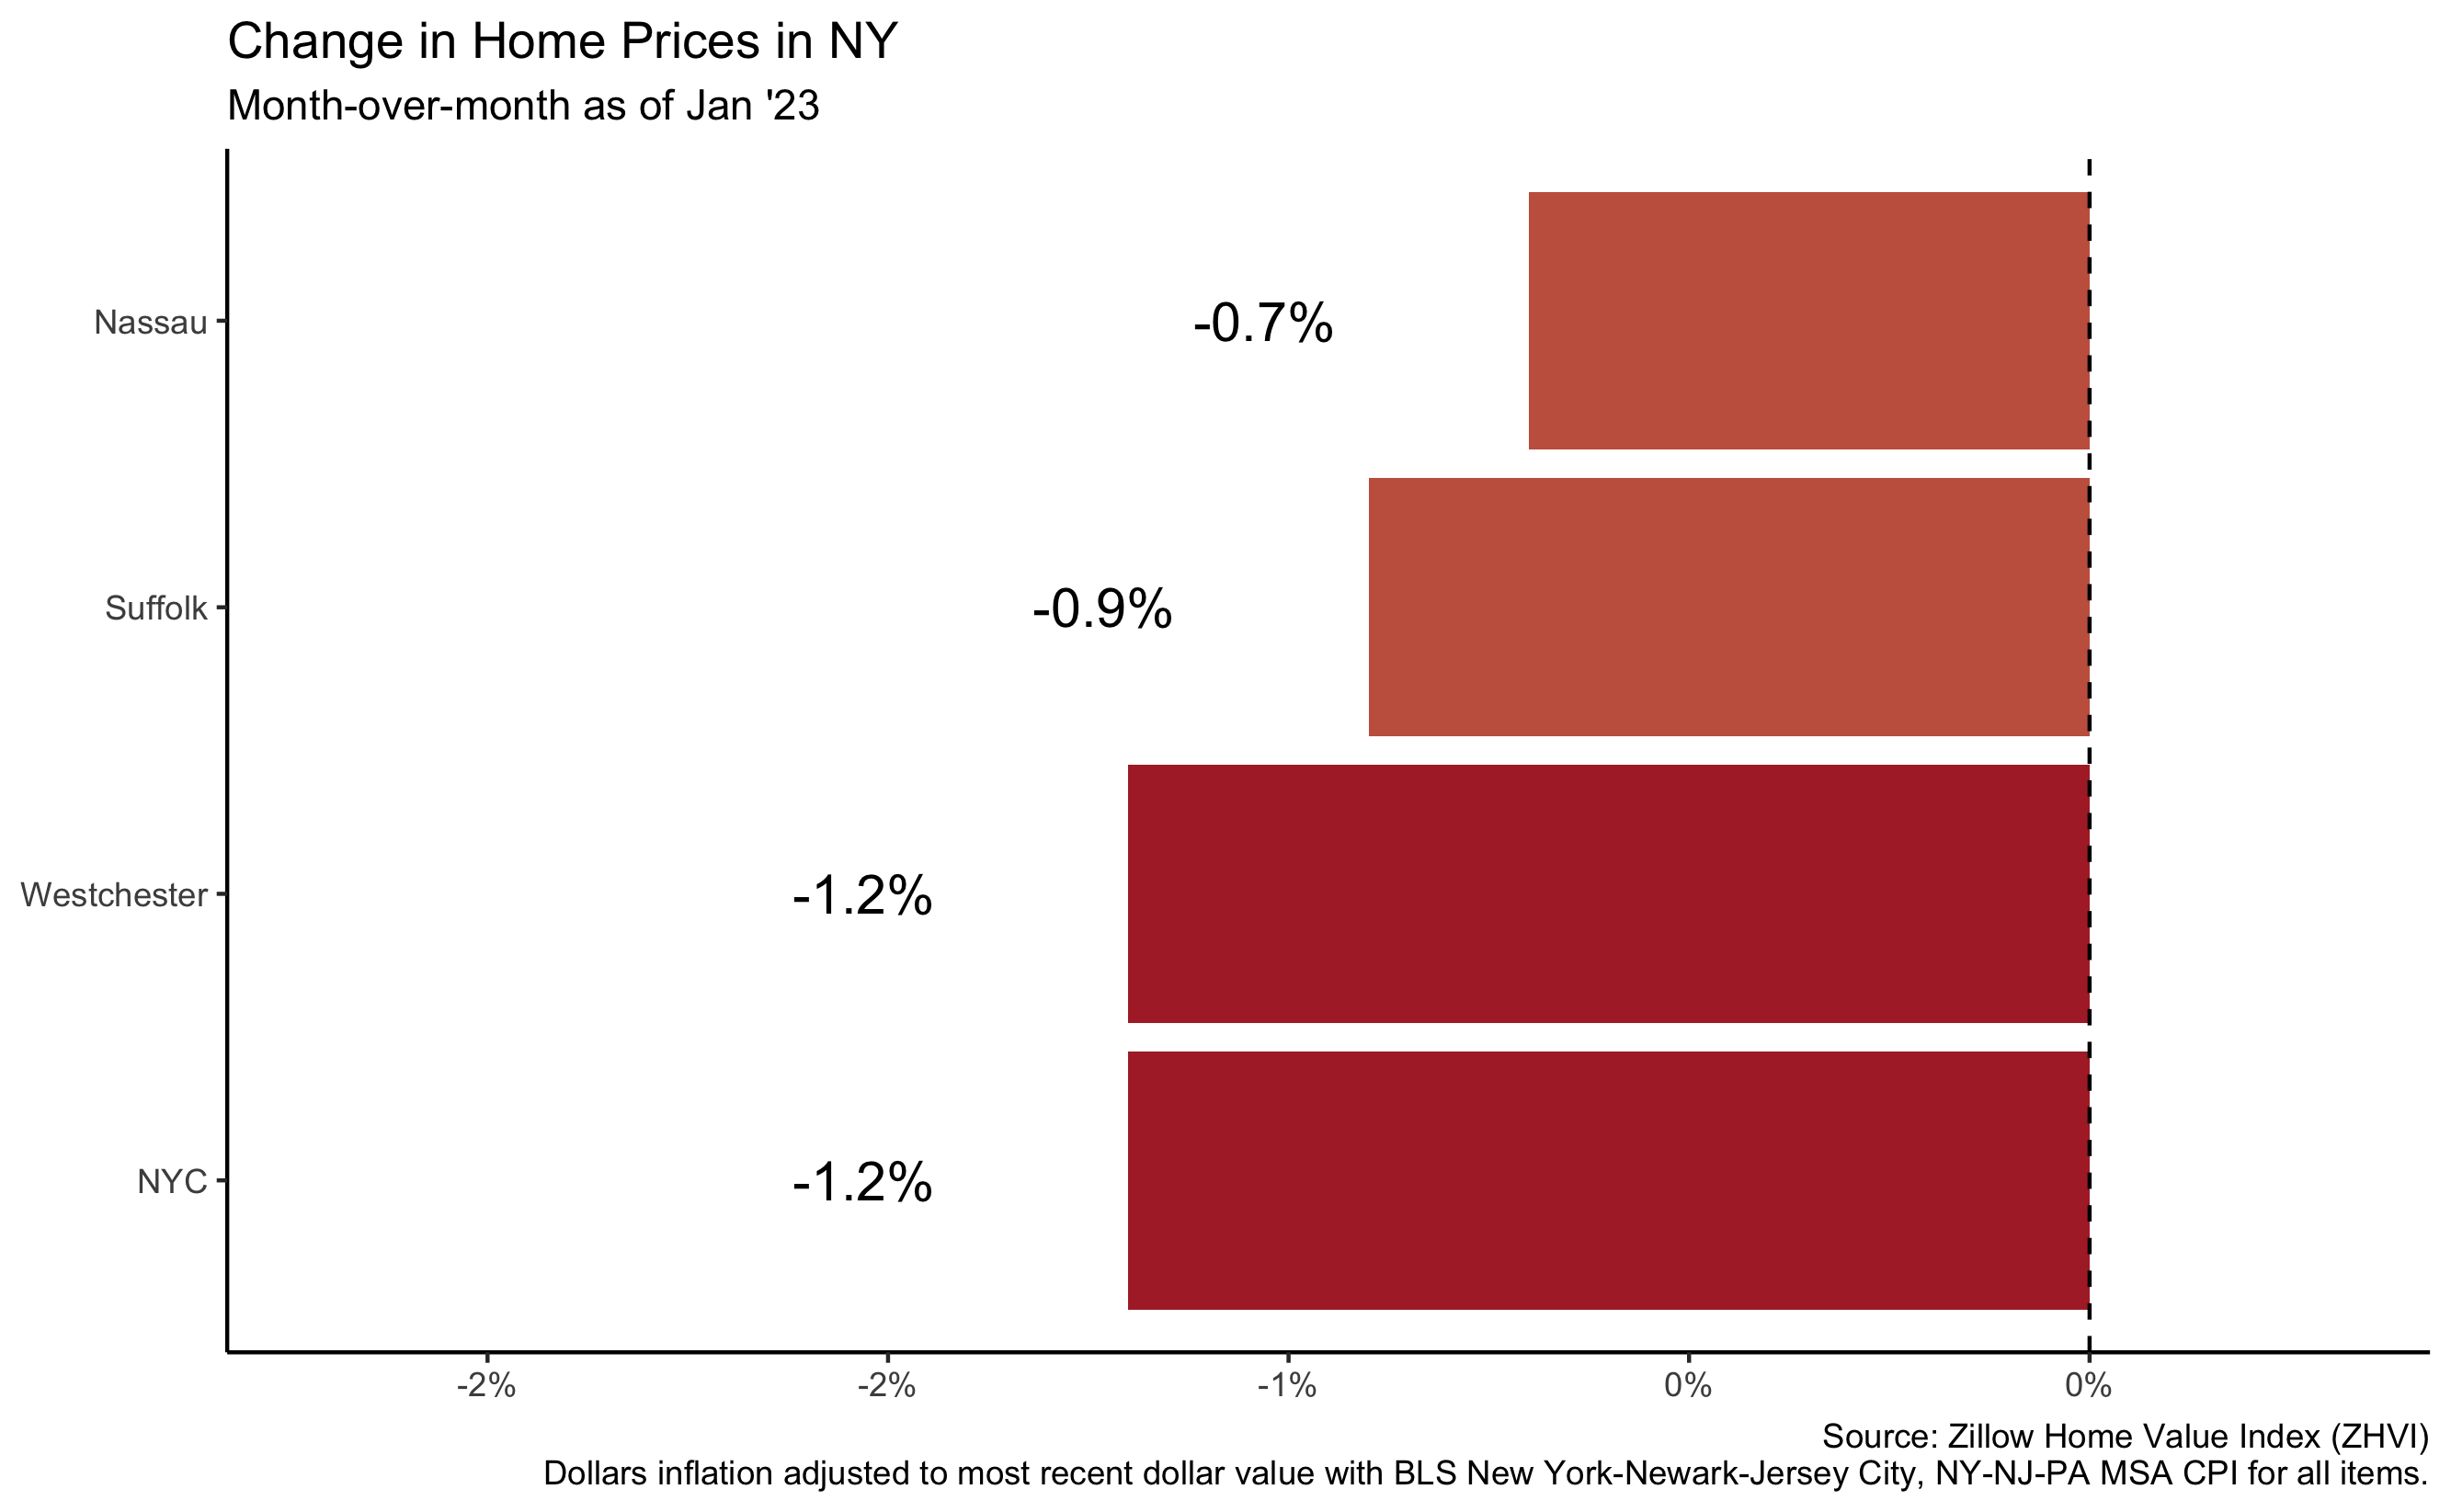 Change in Home Prices in NY
Month-over-month as of Jan '23
Nassau
-0.7%
Suffolk
-0.9%
Westchester
-1.2%
NYC
-1.2%
-2%
-2%
-1%
0%
0%
Source: Zillow Home Value Index (ZHVI)
Dollars inflation adjusted to most recent dollar value with BLS New York-Newark-Jersey City, NY-NJ-PA MSA CPI for all items.